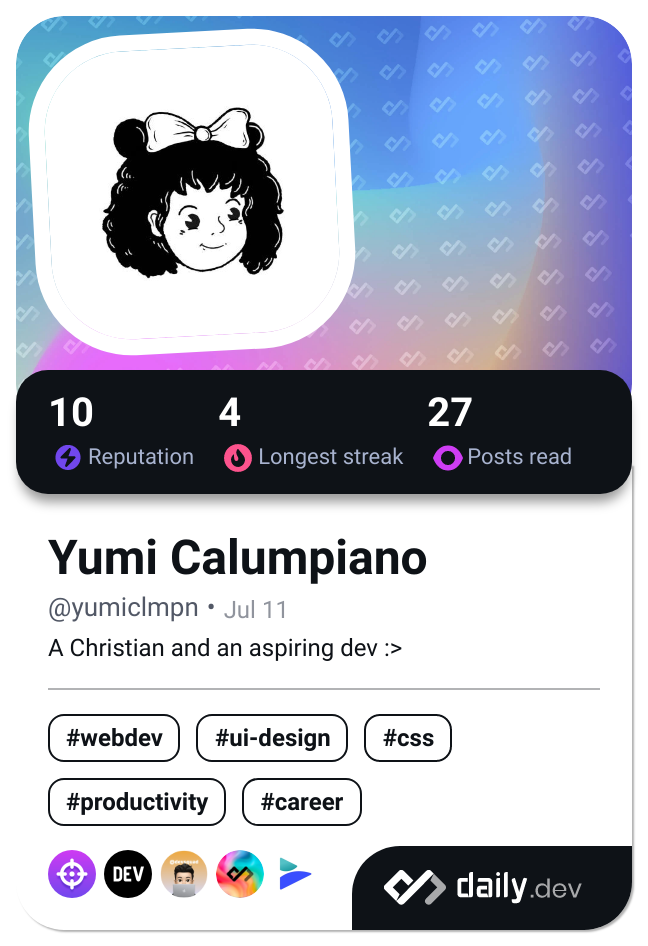 10 4 27
Reputation Longest streak Posts read
Yumi Calumpiano
@yumiclmpn • Jul 11
A Christian and an aspiring dev :>
#webdev #ui-design #css
#productivity #career
DEV
daily.dev